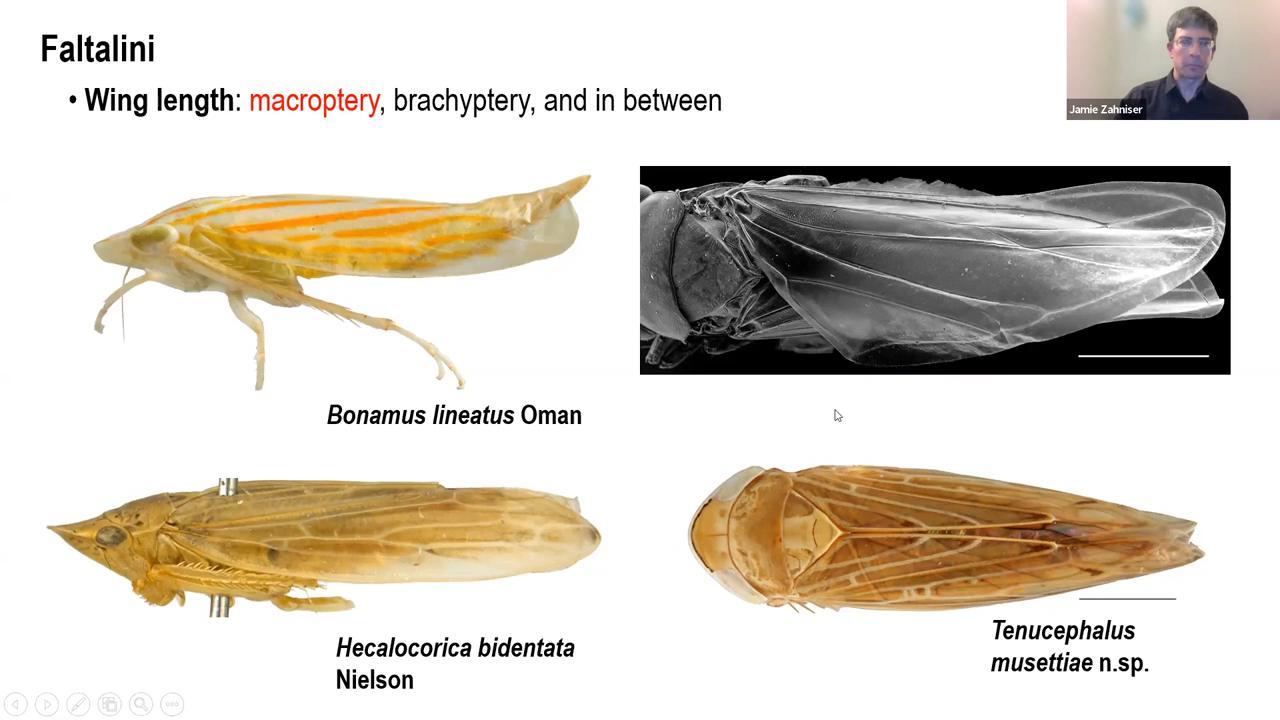 Faltalini
• Wing length: macroptery, brachyptery, and in between
Jamie Zahniser
Bonamus lineatus Oman
Hecalocorica bidentata
Nielson
Tenucephalus
musettiae n.sp.